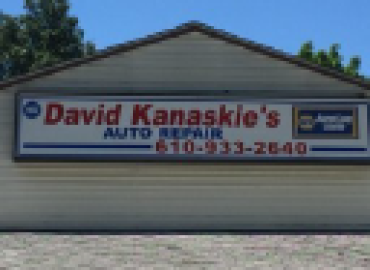 David Kanaskie's
AUTO REPAIR
610-933-2640